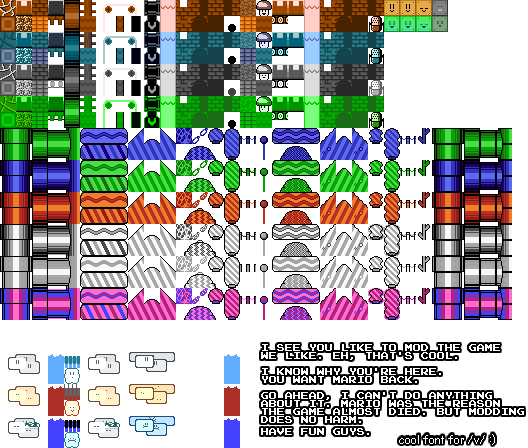 I SEE YOU LIKE TO MOD THE GAME
WE LIKE. EH, THAT'S COOL.
I KNOW WHY YOU'RE HERE.
YOU WANT MARIO BACK.
GO AHEAD, I CAN'T DO ANYTHING
ABOUT IT, MARIO WAS THE REASON
THE GAME ALMOST DIED. BUT MODDING
DOES NO HARM.
HAVE FUN GUYS.
cool font for /v/ :)